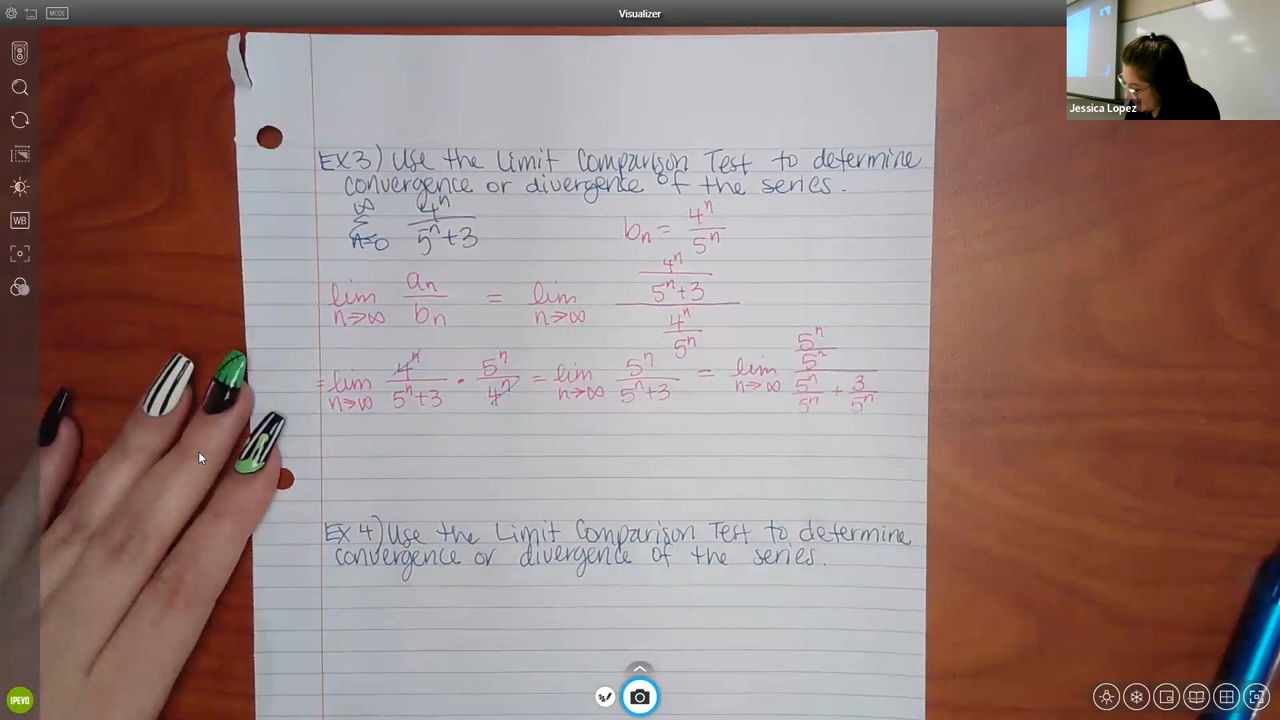 MODE
Visualizer
Jessica Lopez
WB
EX 3) Use the Limit Comparison Test to determine
convergence or divergence of the series.
∞
Σ 4ⁿ / (5ⁿ+3)
n=0
bₙ = 4ⁿ / 5ⁿ
lim n→∞ aₙ / bₙ = lim n→∞ (4ⁿ / (5ⁿ+3)) / (4ⁿ / 5ⁿ)
= lim n→∞ 4ⁿ / (5ⁿ+3) · 5ⁿ / 4ⁿ = lim n→∞ 5ⁿ / (5ⁿ+3) = lim n→∞ (5ⁿ / 5ⁿ) / (5ⁿ / 5ⁿ + 3 / 5ⁿ)
EX 4) Use the Limit Comparison Test to determine
convergence or divergence of the series.
IPEVO